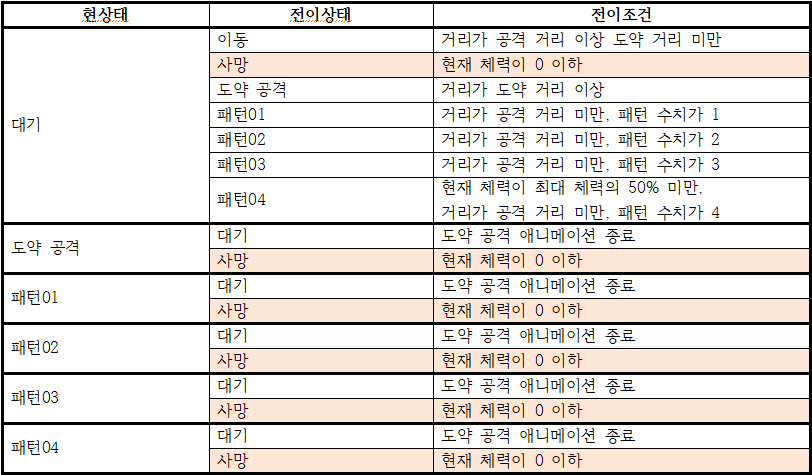 현상태 전이상태 전이조건
대기 이동 거리가 공격 거리 이상 도약 거리 미만
사망 현재 체력이 0 이하
도약 공격 거리가 도약 거리 이상
패턴01 거리가 공격 거리 미만, 패턴 수치가 1
패턴02 거리가 공격 거리 미만, 패턴 수치가 2
패턴03 거리가 공격 거리 미만, 패턴 수치가 3
패턴04 현재 체력이 최대 체력의 50% 미만,
거리가 공격 거리 미만, 패턴 수치가 4
도약 공격 대기 도약 공격 애니메이션 종료
사망 현재 체력이 0 이하
패턴01 대기 도약 공격 애니메이션 종료
사망 현재 체력이 0 이하
패턴02 대기 도약 공격 애니메이션 종료
사망 현재 체력이 0 이하
패턴03 대기 도약 공격 애니메이션 종료
사망 현재 체력이 0 이하
패턴04 대기 도약 공격 애니메이션 종료
사망 현재 체력이 0 이하